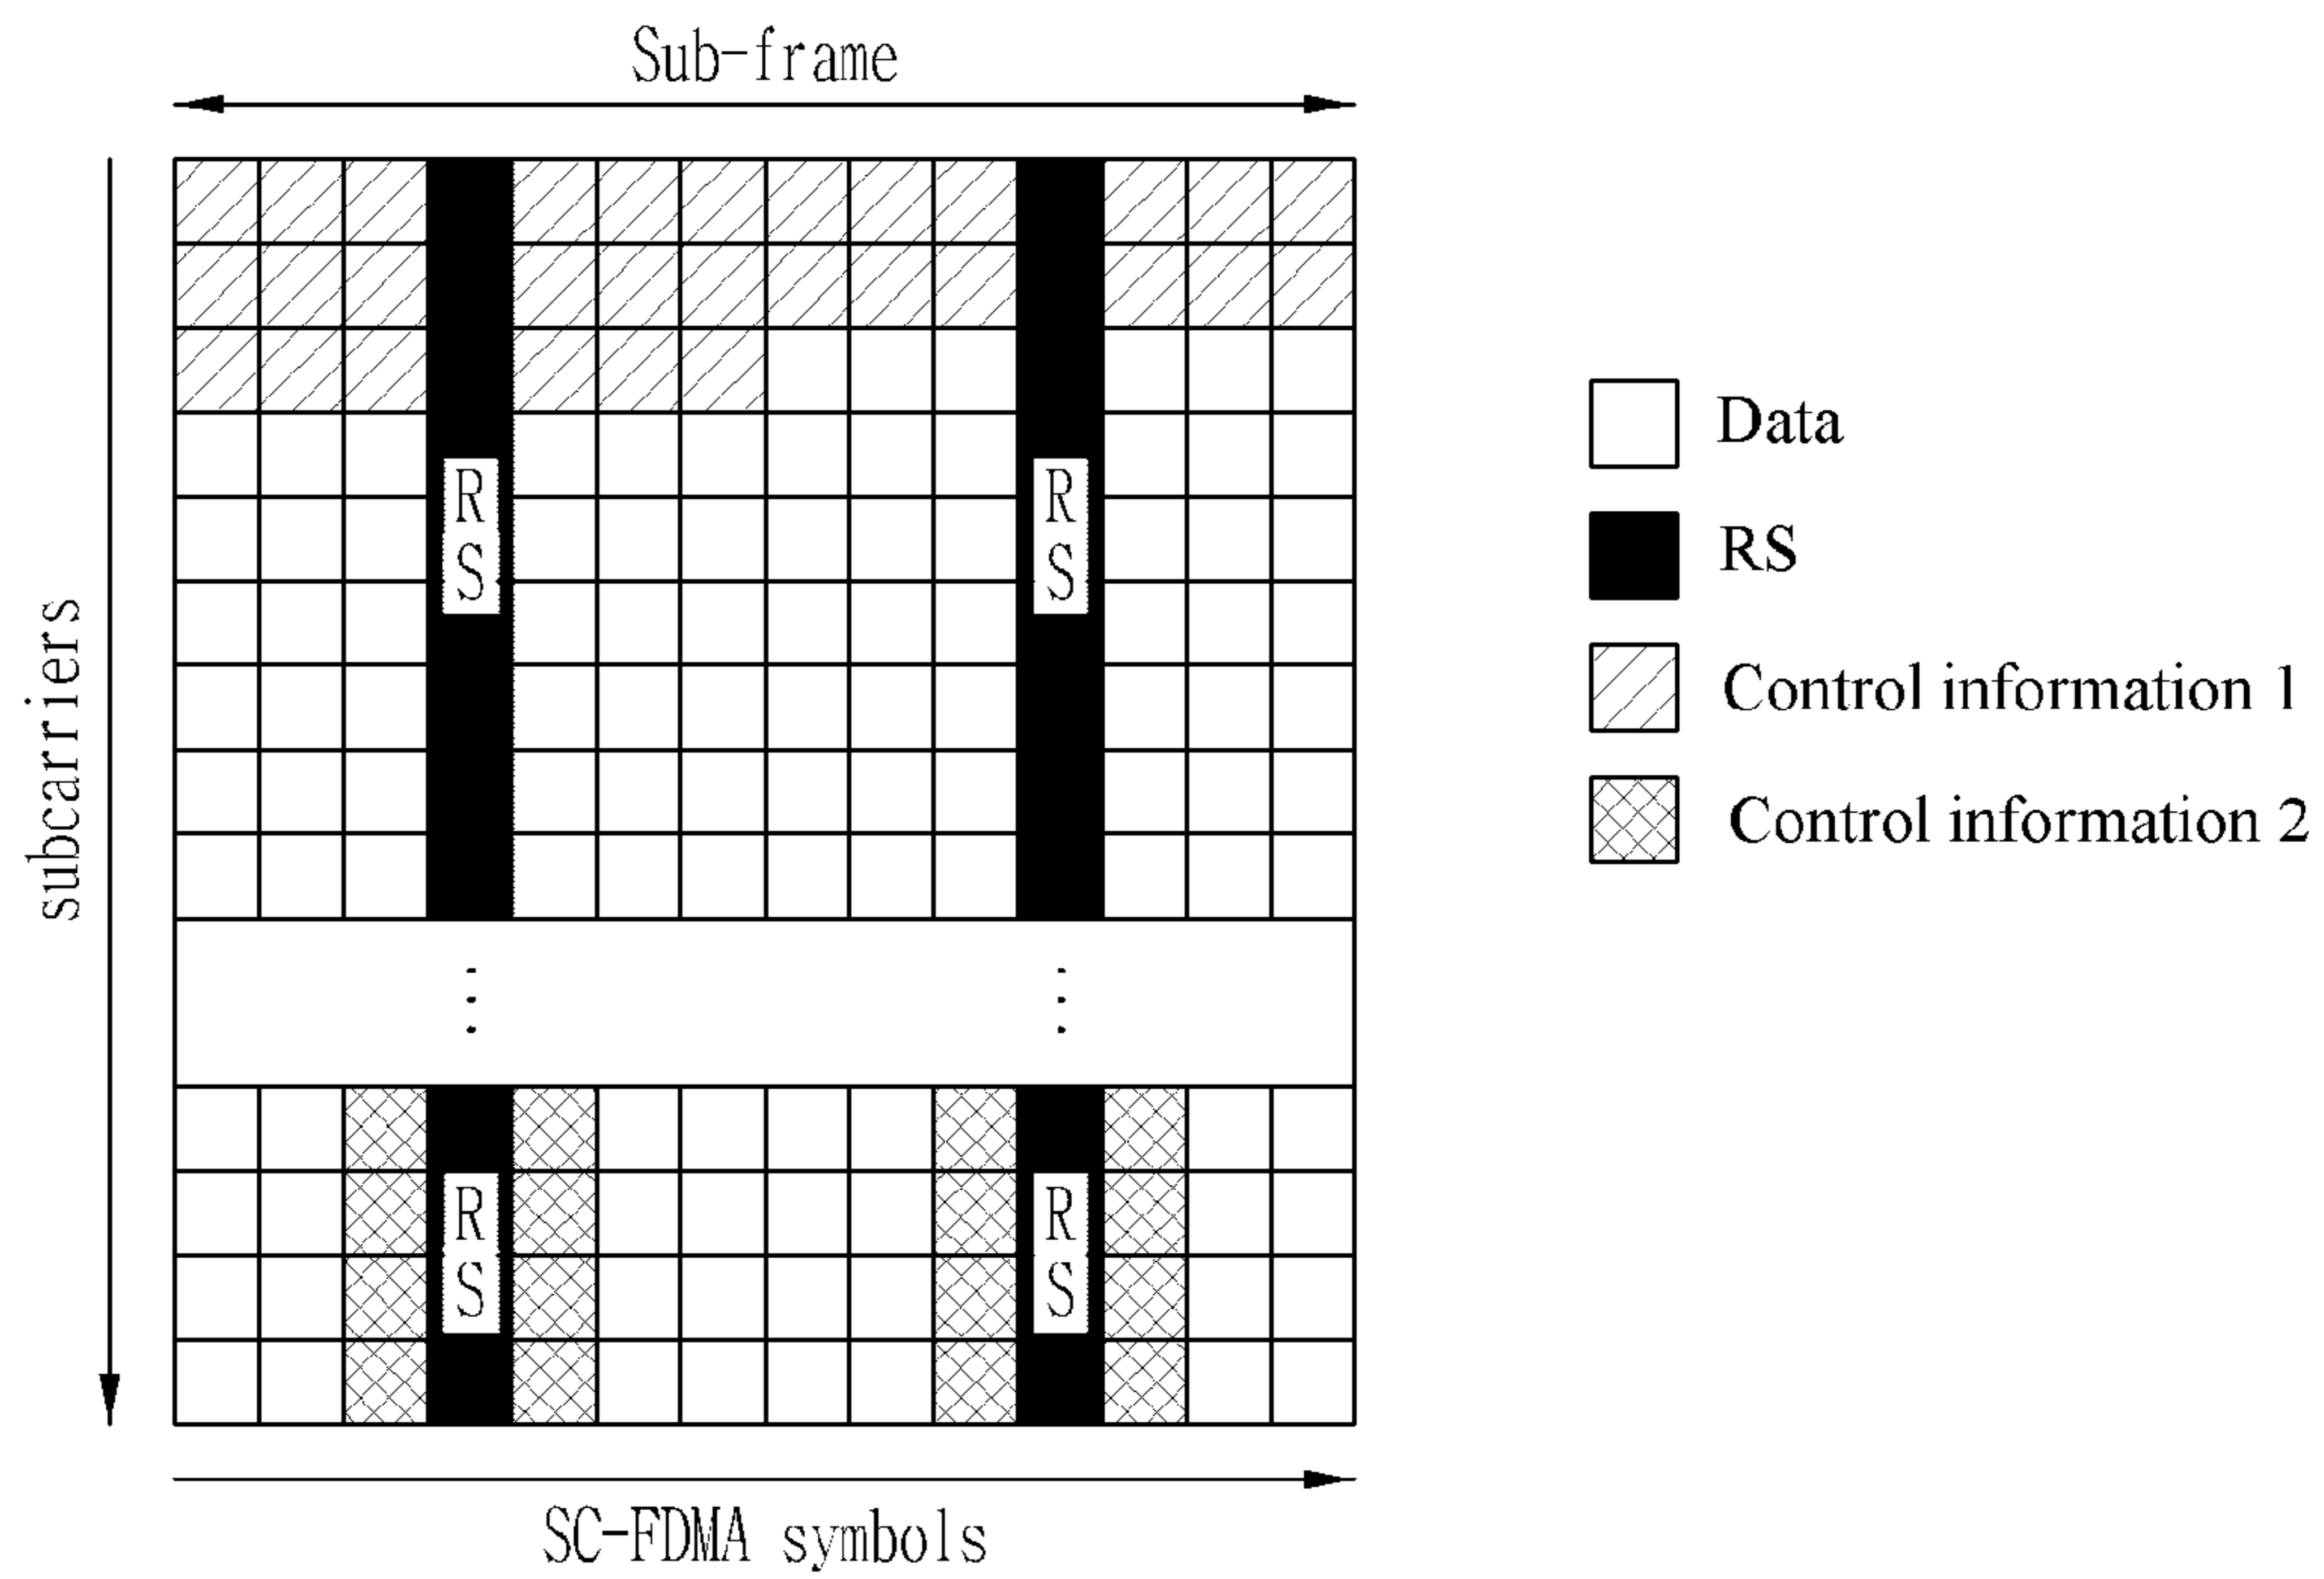 Sub-frame
subcarriers
R
S
R
S
R
S
R
S
SC-FDMA symbols
Data
RS
Control information 1
Control information 2